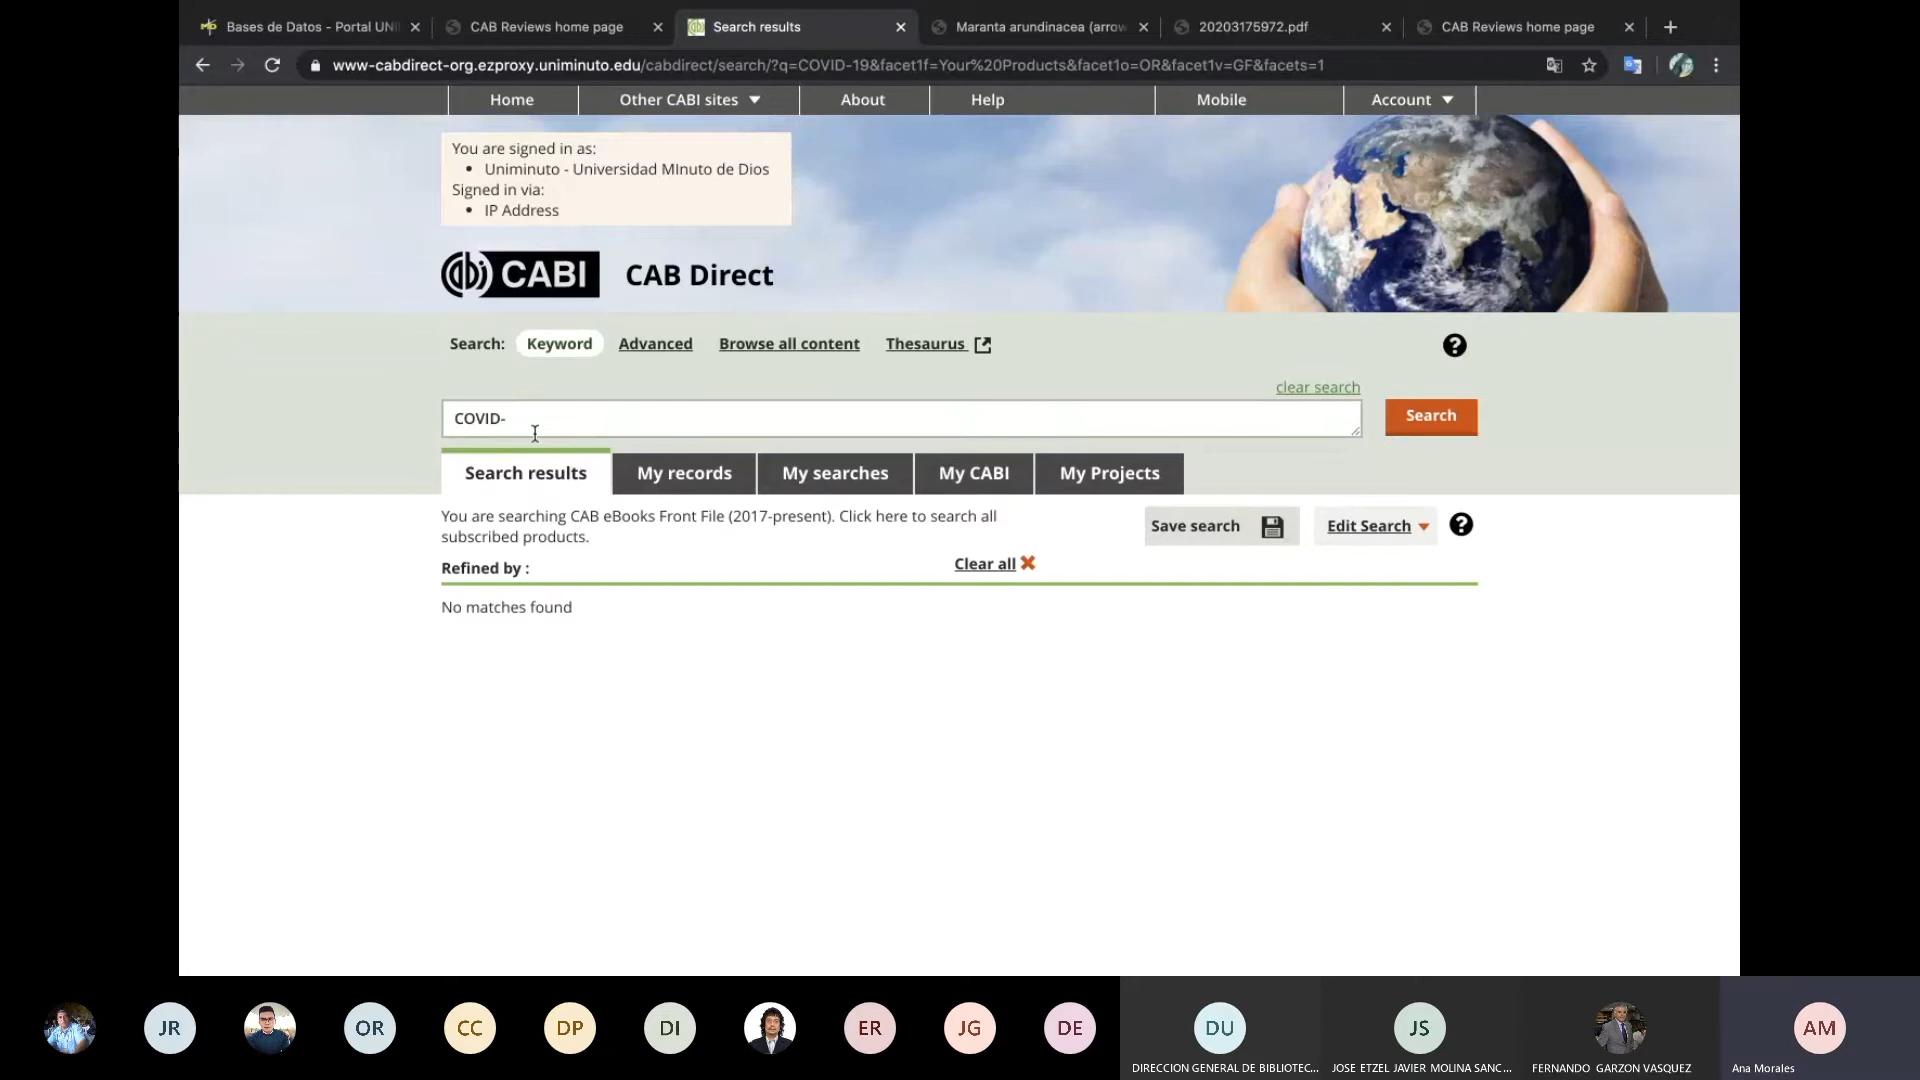 Bases de Datos - Portal UNI
CAB Reviews home page
Search results
Maranta arundinacea (arrow
20203175972.pdf
CAB Reviews home page
www-cabdirect-org.ezproxy.uniminuto.edu/cabdirect/search/?q=COVID-19&facet1f=Your%20Products&facet1o=OR&facet1v=GF&facets=1
Home
Other CABI sites
About
Help
Mobile
Account
You are signed in as:
• Uniminuto - Universidad MInuto de Dios
Signed in via:
• IP Address
CABI
CAB Direct
Search:
Keyword
Advanced
Browse all content
Thesaurus
?
clear search
COVID-
Search
Search results
My records
My searches
My CABI
My Projects
You are searching CAB eBooks Front File (2017-present). Click here to search all
subscribed products.
Save search
Edit Search
?
Refined by :
Clear all
No matches found
JR
OR
CC
DP
DI
ER
JG
DE
DU
JS
AM
DIRECCION GENERAL DE BIBLIOTEC...
JOSE ETZEL JAVIER MOLINA SANC...
FERNANDO GARZON VASQUEZ
Ana Morales